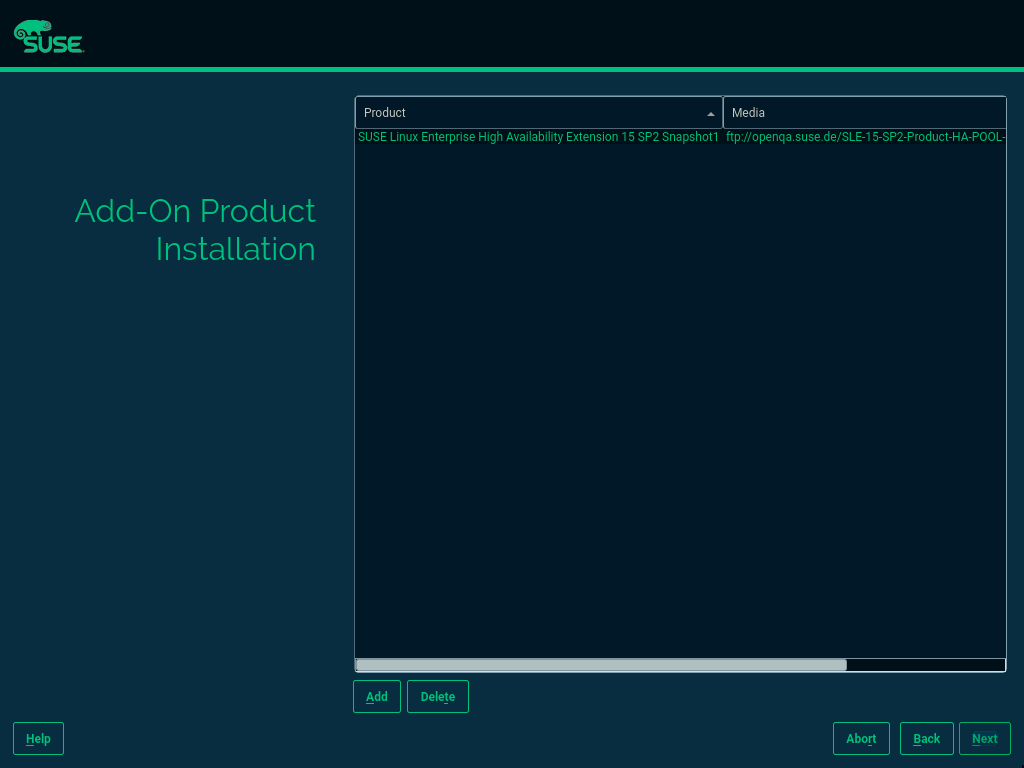 SUSE
Product
Media
SUSE Linux Enterprise High Availability Extension 15 SP2 Snapshot1
ftp://openqa.suse.de/SLE-15-SP2-Product-HA-POOL-
Add-On Product
Installation
Add
Delete
Help
Abort
Back
Next